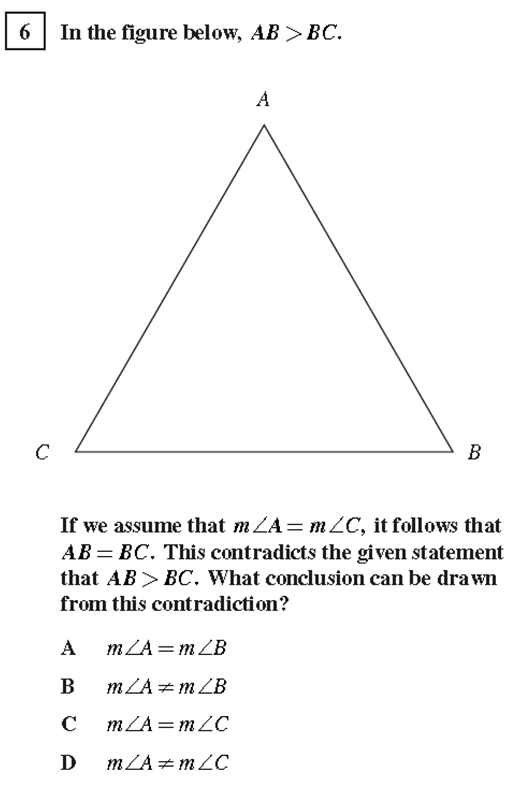 6 In the figure below, AB > BC.
A
C
B
If we assume that m∠A = m∠C, it follows that
AB = BC. This contradicts the given statement
that AB > BC. What conclusion can be drawn
from this contradiction?
A m∠A = m∠B
B m∠A ≠ m∠B
C m∠A = m∠C
D m∠A ≠ m∠C